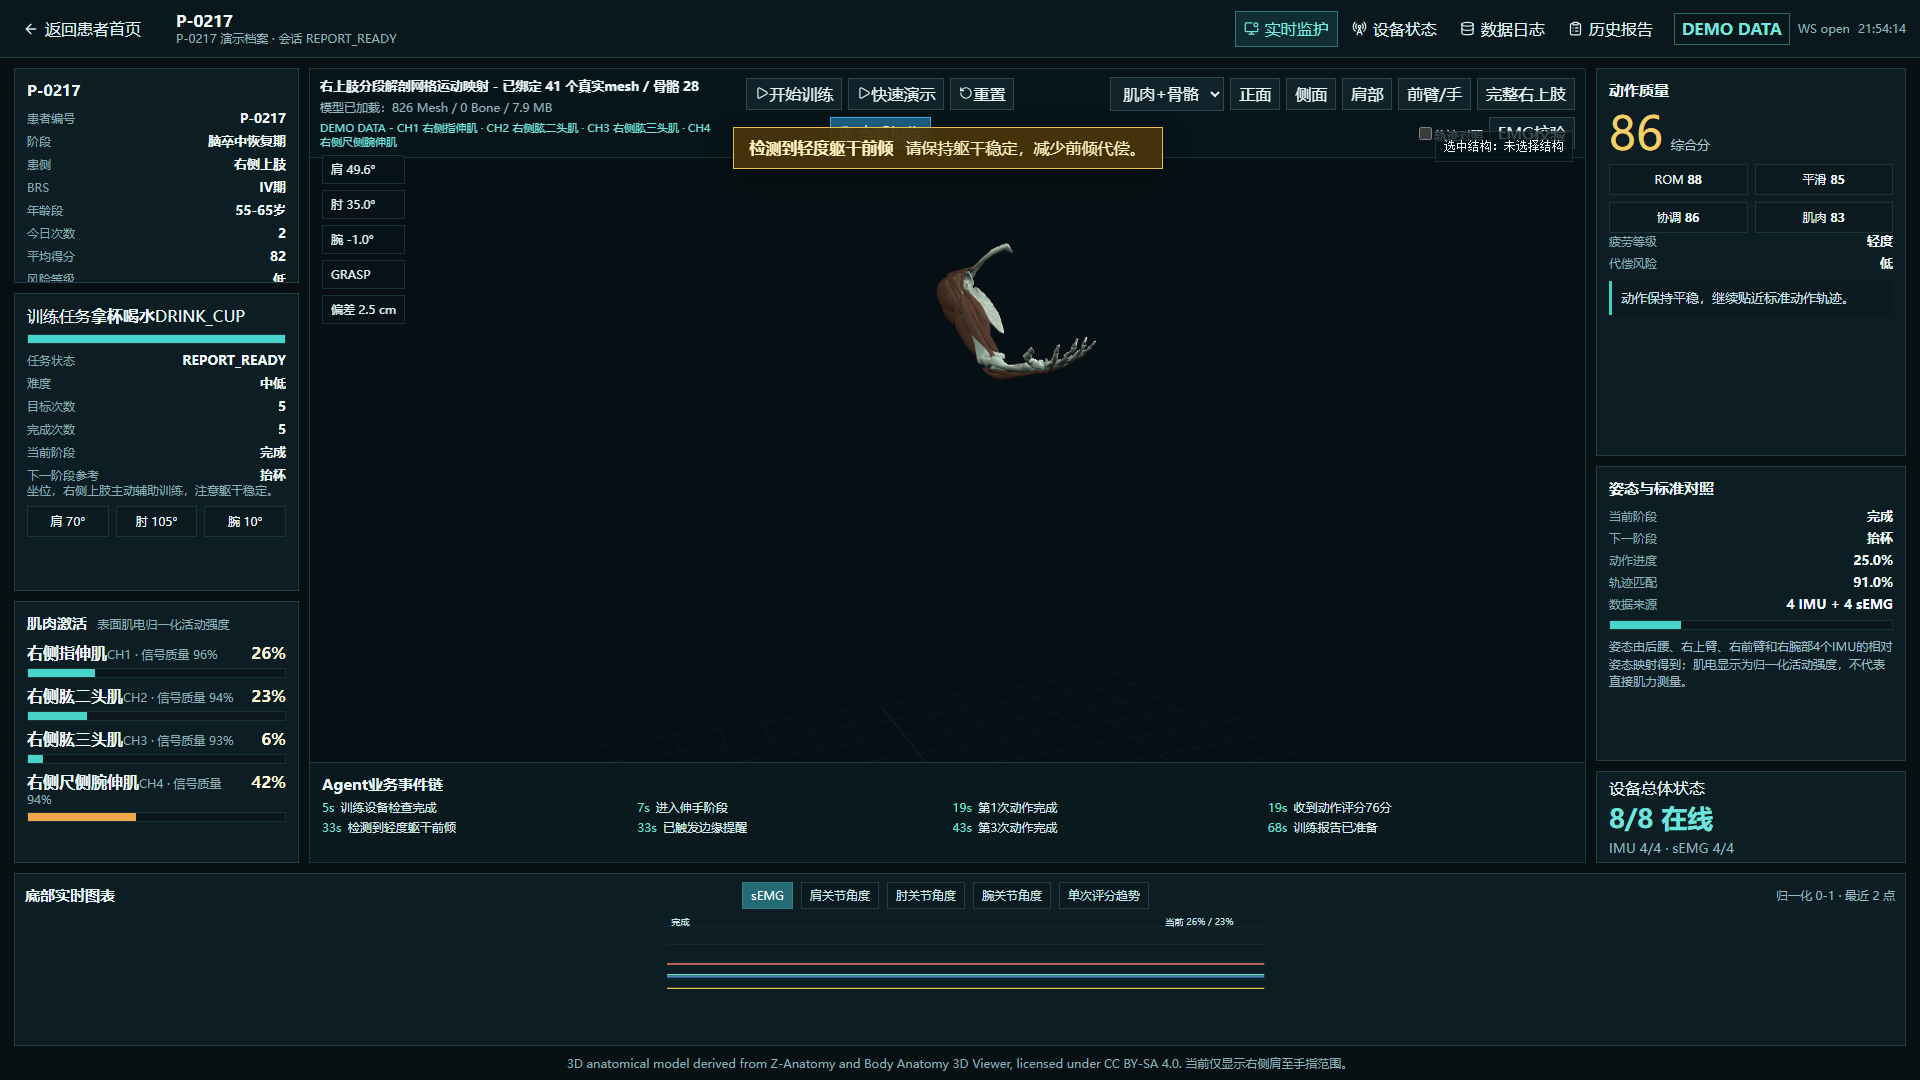 返回患者首页
P-0217
P-0217 演示档案 · 会话 REPORT_READY
实时监护
设备状态
数据日志
历史报告
DEMO DATA
WS open 21:54:14
P-0217
患者编号 P-0217
阶段 脑卒中恢复期
患侧 右侧上肢
BRS IV期
年龄段 55-65岁
今日次数 2
平均得分 82
风险等级 低
训练任务拿杯喝水DRINK_CUP
任务状态 REPORT_READY
难度 中低
目标次数 5
完成次数 5
当前阶段 完成
下一阶段参考 抬杯
坐位，右侧上肢主动辅助训练，注意躯干稳定。
肩 70°
肘 105°
腕 10°
肌肉激活 表面肌电归一化活动强度
右侧指伸肌CH1 · 信号质量 96% 26%
右侧肱二头肌CH2 · 信号质量 94% 23%
右侧肱三头肌CH3 · 信号质量 93% 6%
右侧尺侧腕伸肌CH4 · 信号质量 42%
94%
右上肢分段解剖网格运动映射 - 已绑定 41 个真实mesh / 骨骼 28
模型已加载：826 Mesh / 0 Bone / 7.9 MB
DEMO DATA - CH1 右侧指伸肌 · CH2 右侧肱二头肌 · CH3 右侧肱三头肌 · CH4
右侧尺侧腕伸肌
开始训练
快速演示
重置
肌肉+骨骼
正面
侧面
肩部
前臂/手
完整右上肢
轨迹对照
EMG校验
选中结构：未选择结构
检测到轻度躯干前倾 请保持躯干稳定，减少前倾代偿。
肩 49.6°
肘 35.0°
腕 -1.0°
GRASP
偏差 2.5 cm
Agent业务事件链
5s 训练设备检查完成
7s 进入伸手阶段
19s 第1次动作完成
19s 收到动作评分76分
33s 检测到轻度躯干前倾
33s 已触发边缘提醒
43s 第3次动作完成
68s 训练报告已准备
动作质量
86 综合分
ROM 88
平滑 85
协调 86
肌肉 83
疲劳等级 轻度
代偿风险 低
动作保持平稳，继续贴近标准动作轨迹。
姿态与标准对照
当前阶段 完成
下一阶段 抬杯
动作进度 25.0%
轨迹匹配 91.0%
数据来源 4 IMU + 4 sEMG
姿态由后腰、右上臂、右前臂和右腕部4个IMU的相对
姿态映射得到；肌电显示为归一化活动强度，不代表
直接肌力测量。
设备总体状态
8/8 在线
IMU 4/4 · sEMG 4/4
底部实时图表
sEMG
肩关节角度
肘关节角度
腕关节角度
单次评分趋势
归一化 0-1 · 最近 2 点
完成
当前 26% / 23%
3D anatomical model derived from Z-Anatomy and Body Anatomy 3D Viewer, licensed under CC BY-SA 4.0. 当前仅显示右侧肩至手指范围。